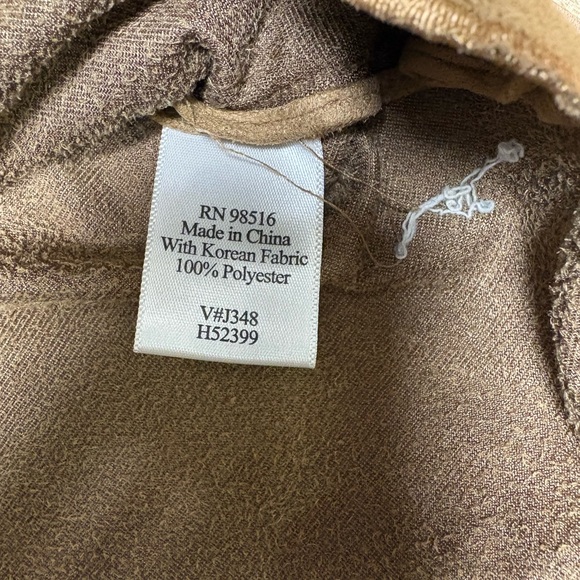 RN 98516
Made in China
With Korean Fabric
100% Polyester
V#J348
H52399